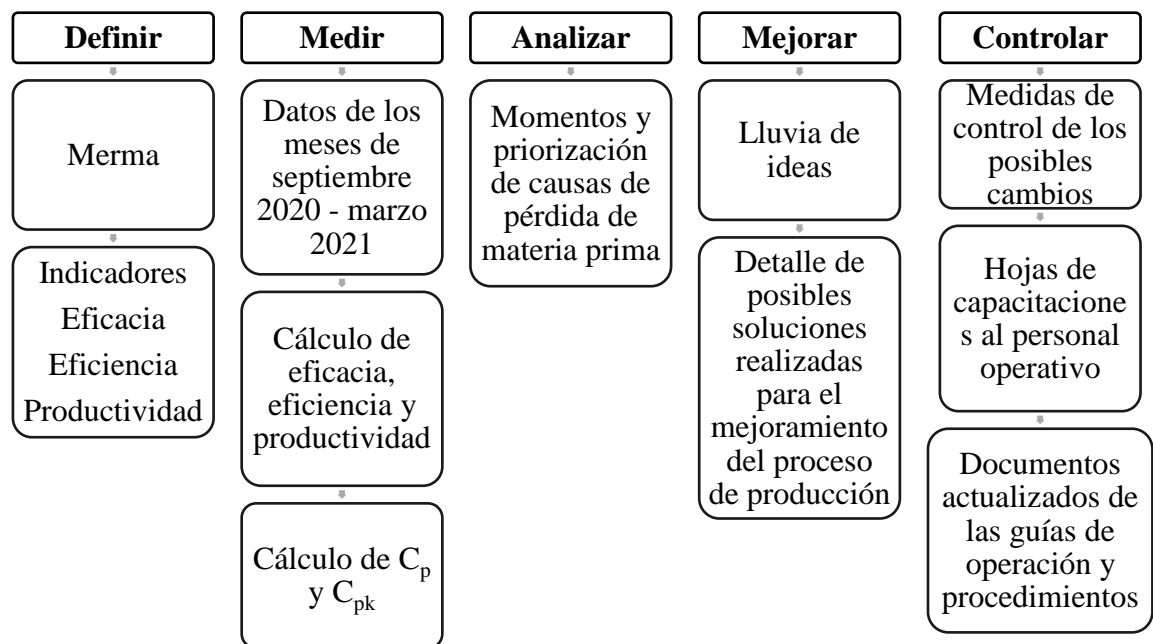 Definir
Merma
Indicadores
Eficacia
Eficiencia
Productividad
Medir
Datos de los
meses de
septiembre
2020 - marzo
2021
Cálculo de
eficacia,
eficiencia y
productividad
Cálculo de Cp
y Cpk
Analizar
Momentos y
priorización
de causas de
pérdida de
materia prima
Mejorar
Lluvia de
ideas
Detalle de
posibles
soluciones
realizadas
para el
mejoramiento
del proceso
de producción
Controlar
Medidas de
control de los
posibles
cambios
Hojas de
capacitacione
s al personal
operativo
Documentos
actualizados de
las guías de
operación y
procedimientos